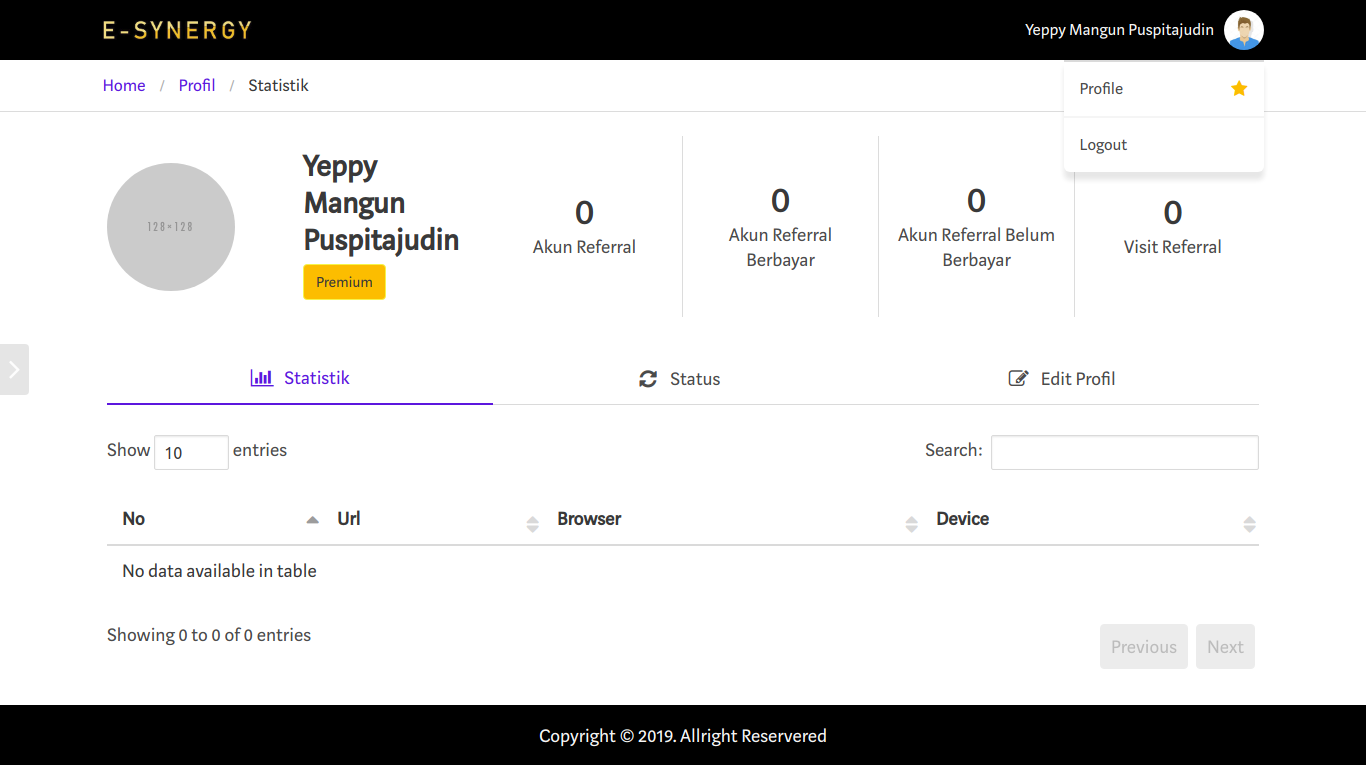 E-SYNERGY
Yeppy Mangun Puspitajudin
Home / Profil / Statistik
Profile
Logout
128×128
Yeppy
Mangun
Puspitajudin
Premium
0
Akun Referral
0
Akun Referral
Berbayar
0
Akun Referral Belum
Berbayar
0
Visit Referral
Statistik
Status
Edit Profil
Show 10 entries
Search:
No Url Browser Device
No data available in table
Showing 0 to 0 of 0 entries
Previous Next
Copyright © 2019. Allright Reservered